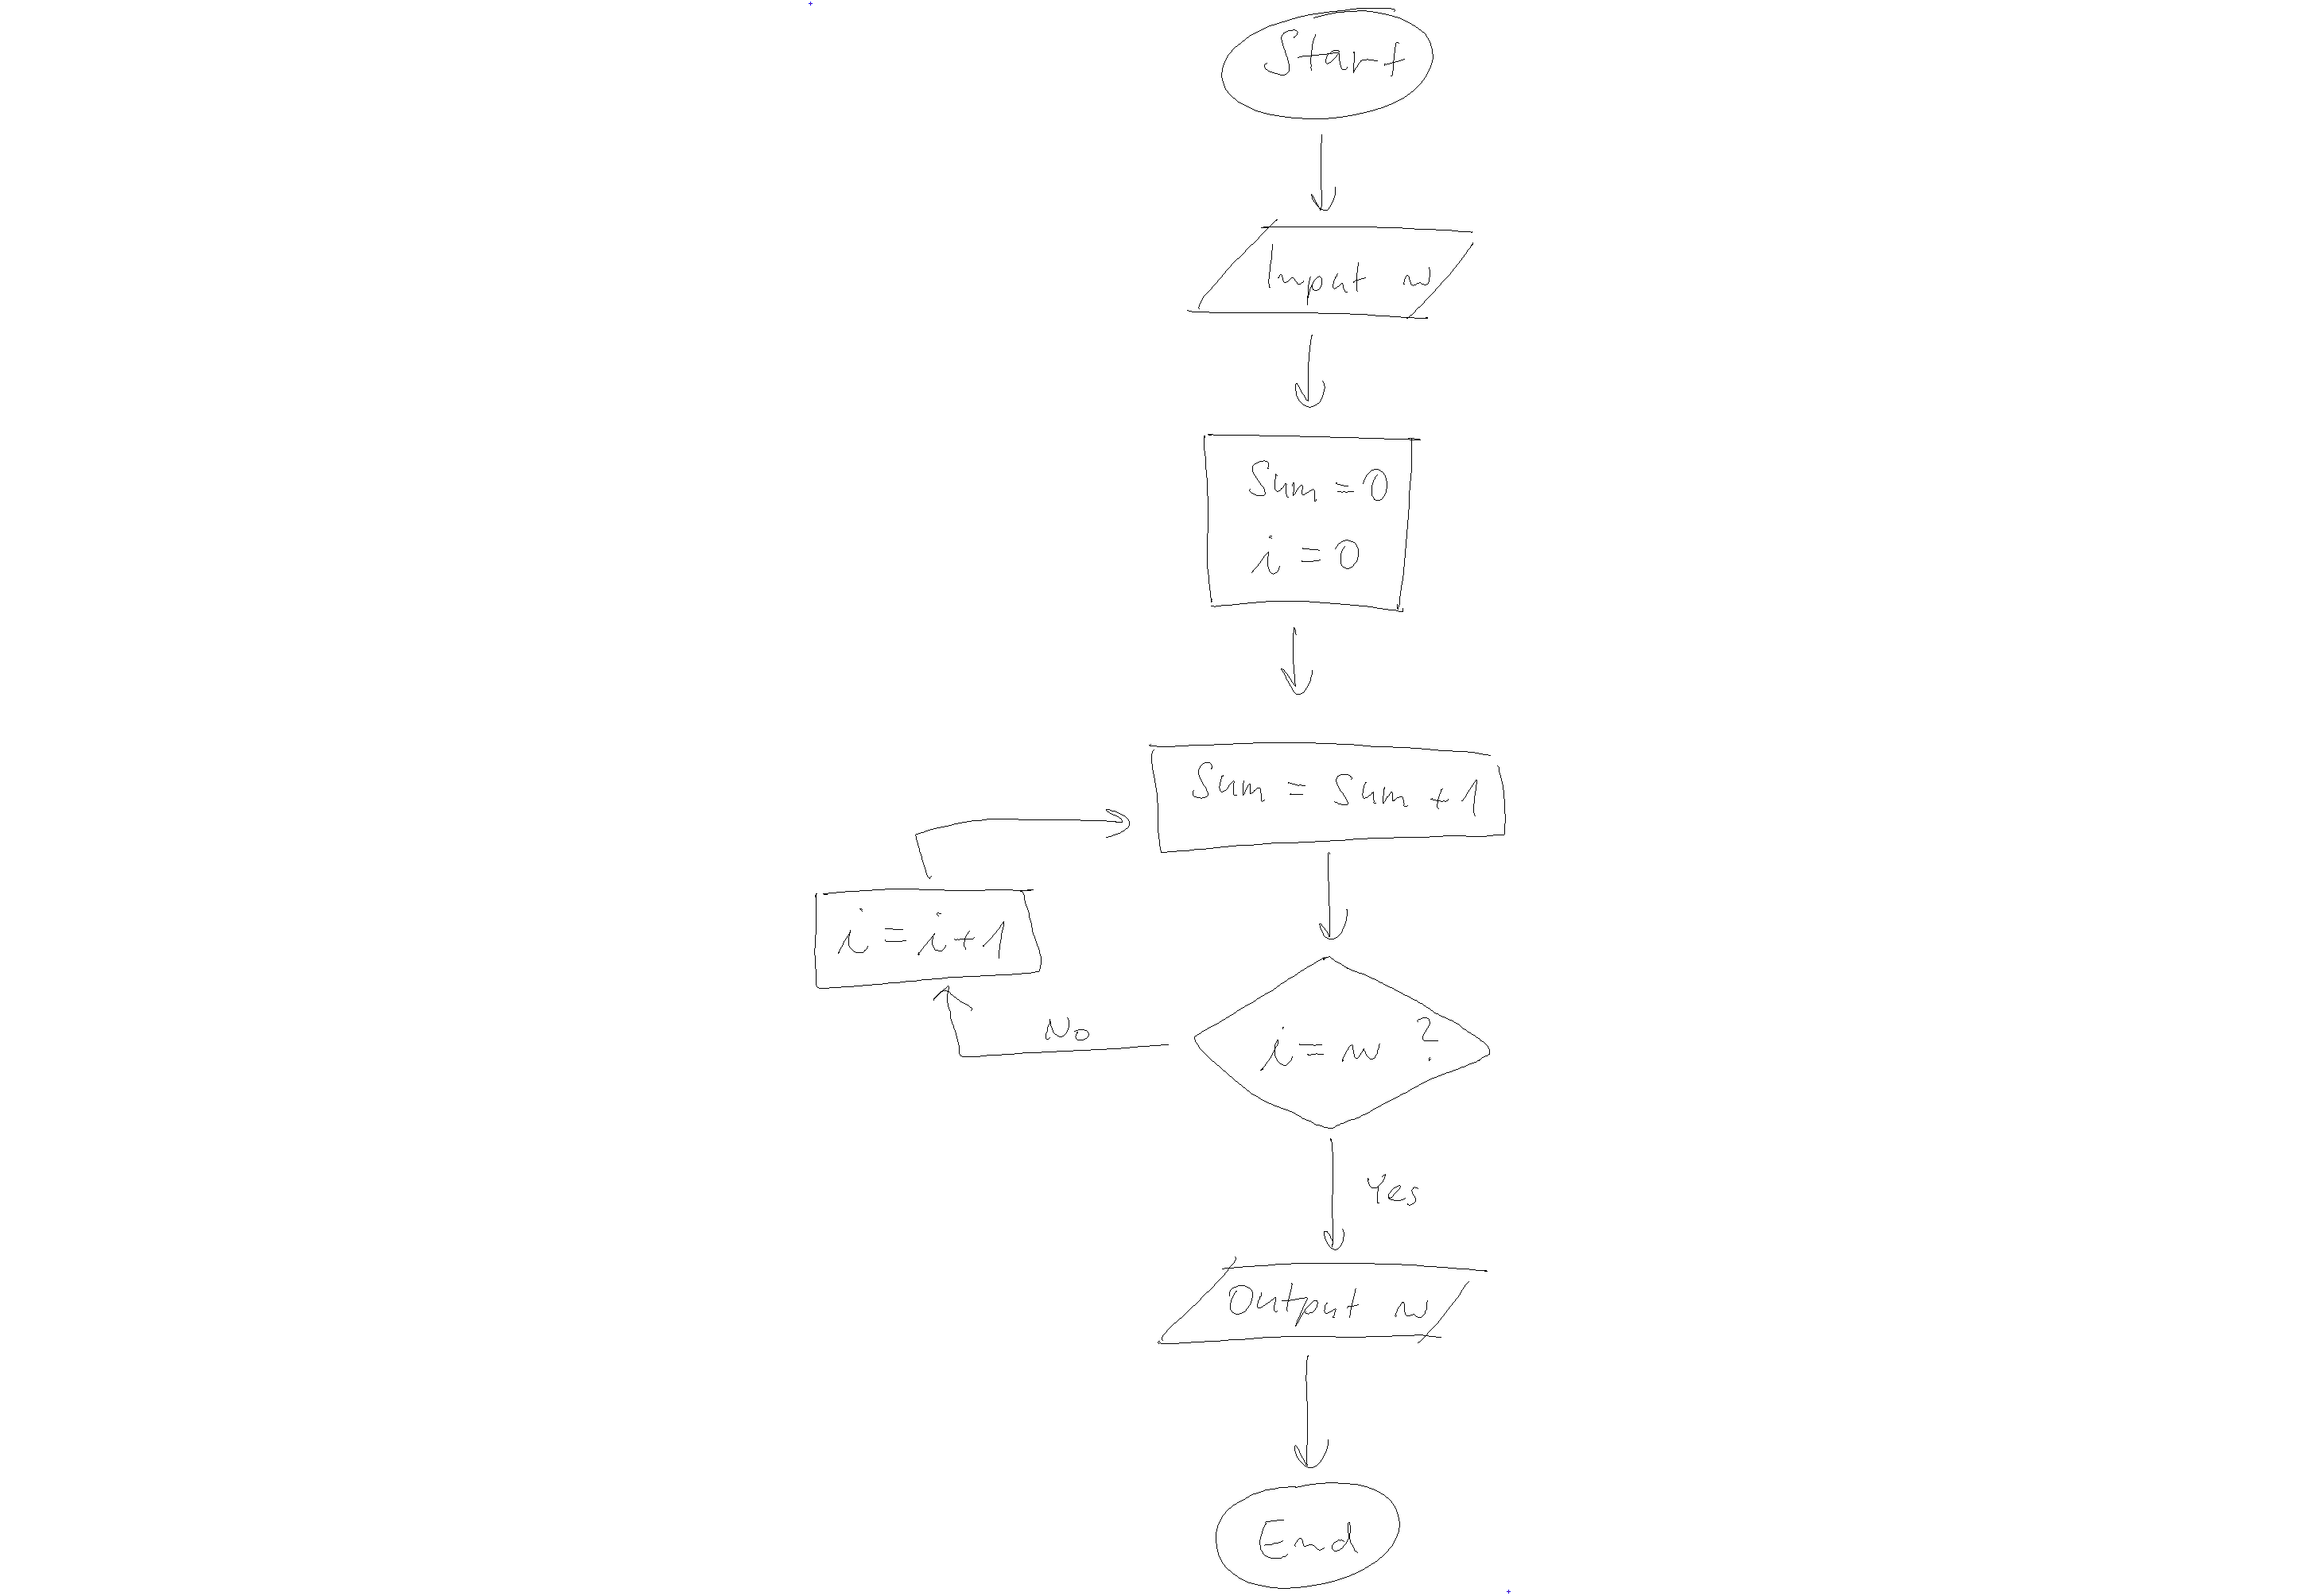 Start
Input n
Sum = 0
i = 0
Sum = Sum + 1
i = i + 1
No
i = n ?
Yes
Output n
End